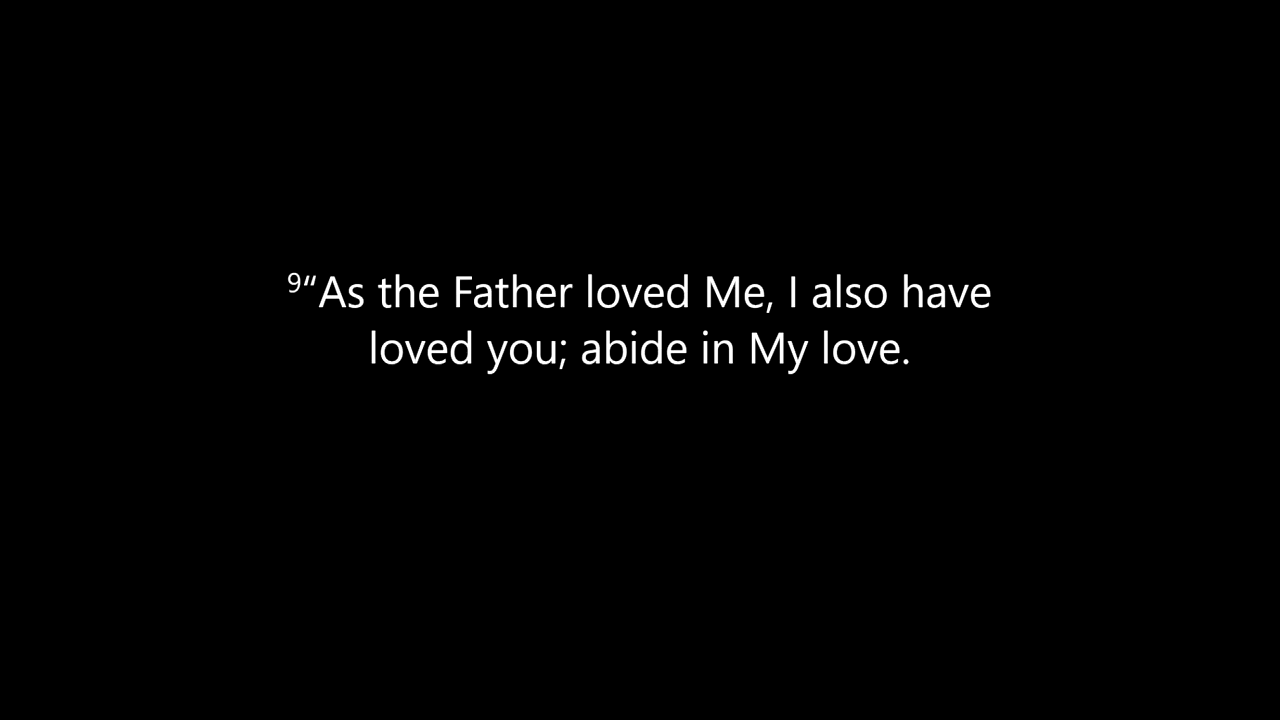 ⁹“As the Father loved Me, I also have
loved you; abide in My love.